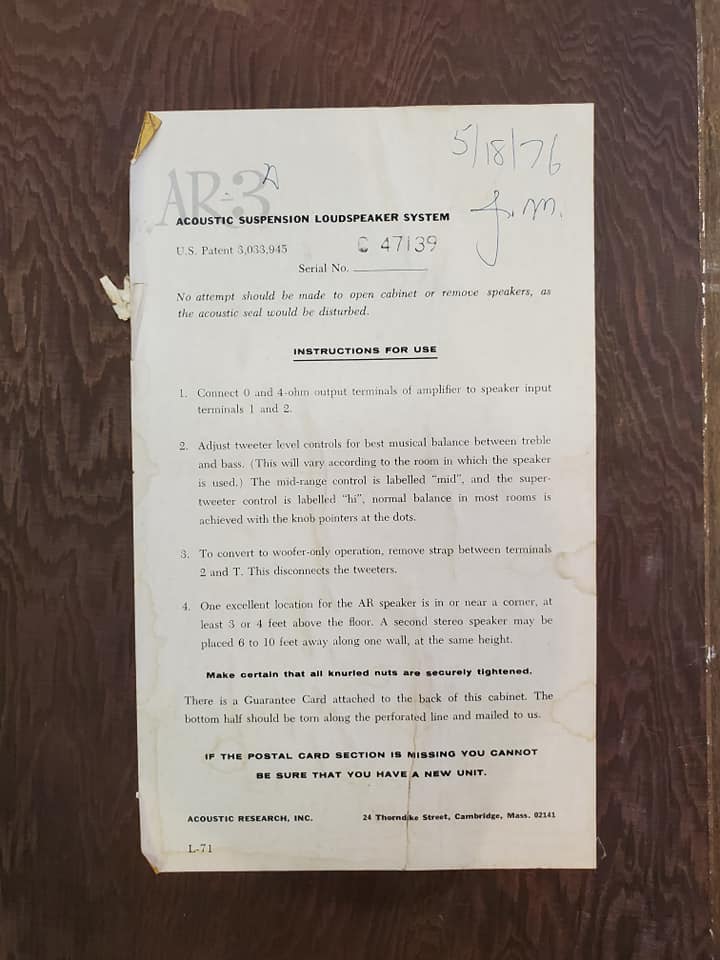 5/18/76
AR-3A
J.M.
ACOUSTIC SUSPENSION LOUDSPEAKER SYSTEM
U.S. Patent 3,033,945
C 47139
Serial No. ___________
No attempt should be made to open cabinet or remove speakers, as
the acoustic seal would be disturbed.
INSTRUCTIONS FOR USE
1. Connect 0 and 4-ohm output terminals of amplifier to speaker input
terminals 1 and 2.
2. Adjust tweeter level controls for best musical balance between treble
and bass. (This will vary according to the room in which the speaker
is used.) The mid-range control is labelled "mid", and the super-
tweeter control is labelled "hi", normal balance in most rooms is
achieved with the knob pointers at the dots.
3. To convert to woofer-only operation, remove strap between terminals
2 and T. This disconnects the tweeters.
4. One excellent location for the AR speaker is in or near a corner, at
least 3 or 4 feet above the floor. A second stereo speaker may be
placed 6 to 10 feet away along one wall, at the same height.
Make certain that all knurled nuts are securely tightened.
There is a Guarantee Card attached to the back of this cabinet. The
bottom half should be torn along the perforated line and mailed to us.
IF THE POSTAL CARD SECTION IS MISSING YOU CANNOT
BE SURE THAT YOU HAVE A NEW UNIT.
ACOUSTIC RESEARCH, INC. 24 Thorndike Street, Cambridge, Mass. 02141
L-71